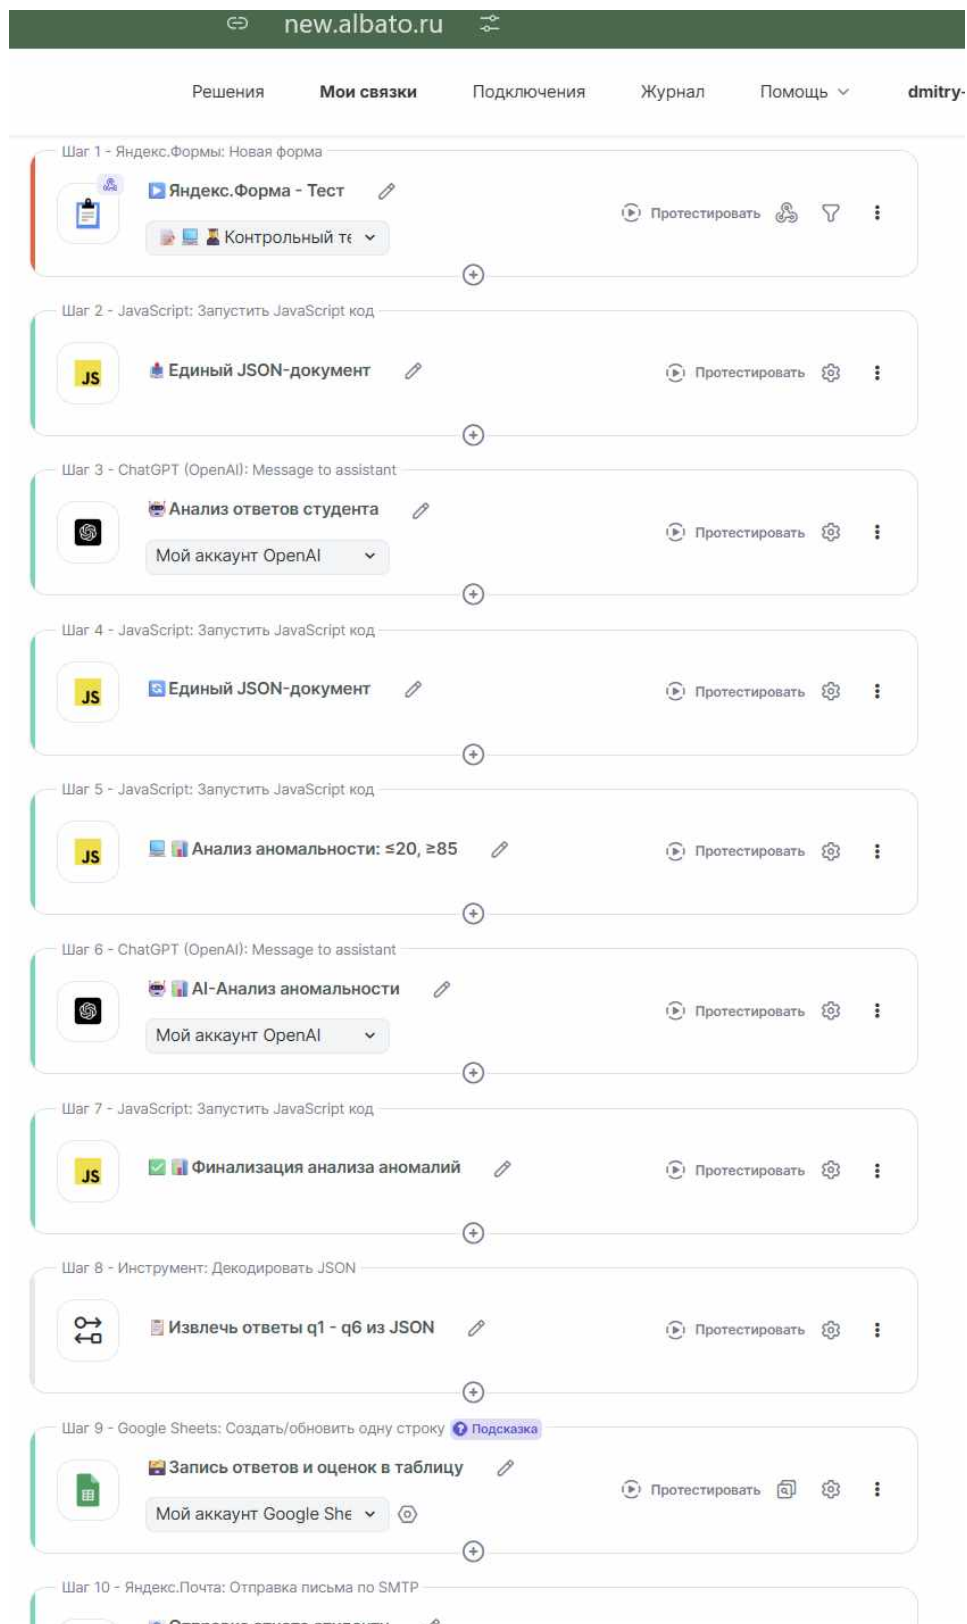 new.albato.ru
Решения Мои связки Подключения Журнал Помощь dmitry-
Шаг 1 - Яндекс.Формы: Новая форма
Яндекс.Форма - Тест
Протестировать
Контрольный те
Шаг 2 - JavaScript: Запустить JavaScript код
JS
Единый JSON-документ
Протестировать
Шаг 3 - ChatGPT (OpenAI): Message to assistant
Анализ ответов студента
Протестировать
Мой аккаунт OpenAI
Шаг 4 - JavaScript: Запустить JavaScript код
JS
Единый JSON-документ
Протестировать
Шаг 5 - JavaScript: Запустить JavaScript код
JS
Анализ аномальности: ≤20, ≥85
Протестировать
Шаг 6 - ChatGPT (OpenAI): Message to assistant
AI-Анализ аномальности
Протестировать
Мой аккаунт OpenAI
Шаг 7 - JavaScript: Запустить JavaScript код
JS
Финализация анализа аномалий
Протестировать
Шаг 8 - Инструмент: Декодировать JSON
Извлечь ответы q1 - q6 из JSON
Протестировать
Шаг 9 - Google Sheets: Создать/обновить одну строку Подсказка
Запись ответов и оценок в таблицу
Протестировать
Мой аккаунт Google She
Шаг 10 - Яндекс.Почта: Отправка письма по SMTP